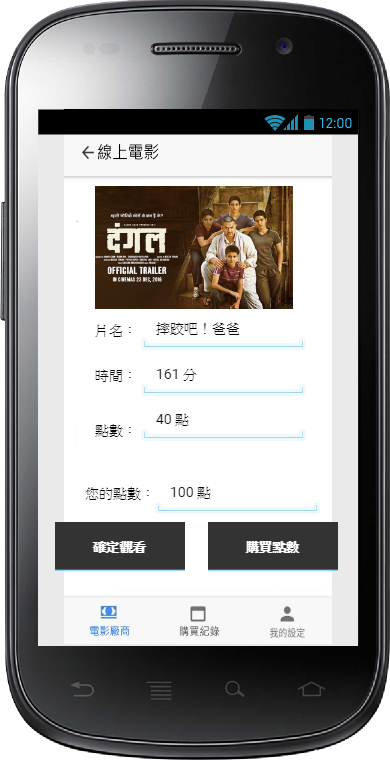 12:00
線上電影
दंगल
OFFICIAL TRAILER
IN CINEMAS 23 DEC, 2016
片名： 摔跤吧！爸爸
時間： 161 分
點數： 40 點
您的點數： 100 點
確定觀看 購買點數
電影廠商 購買紀錄 我的設定